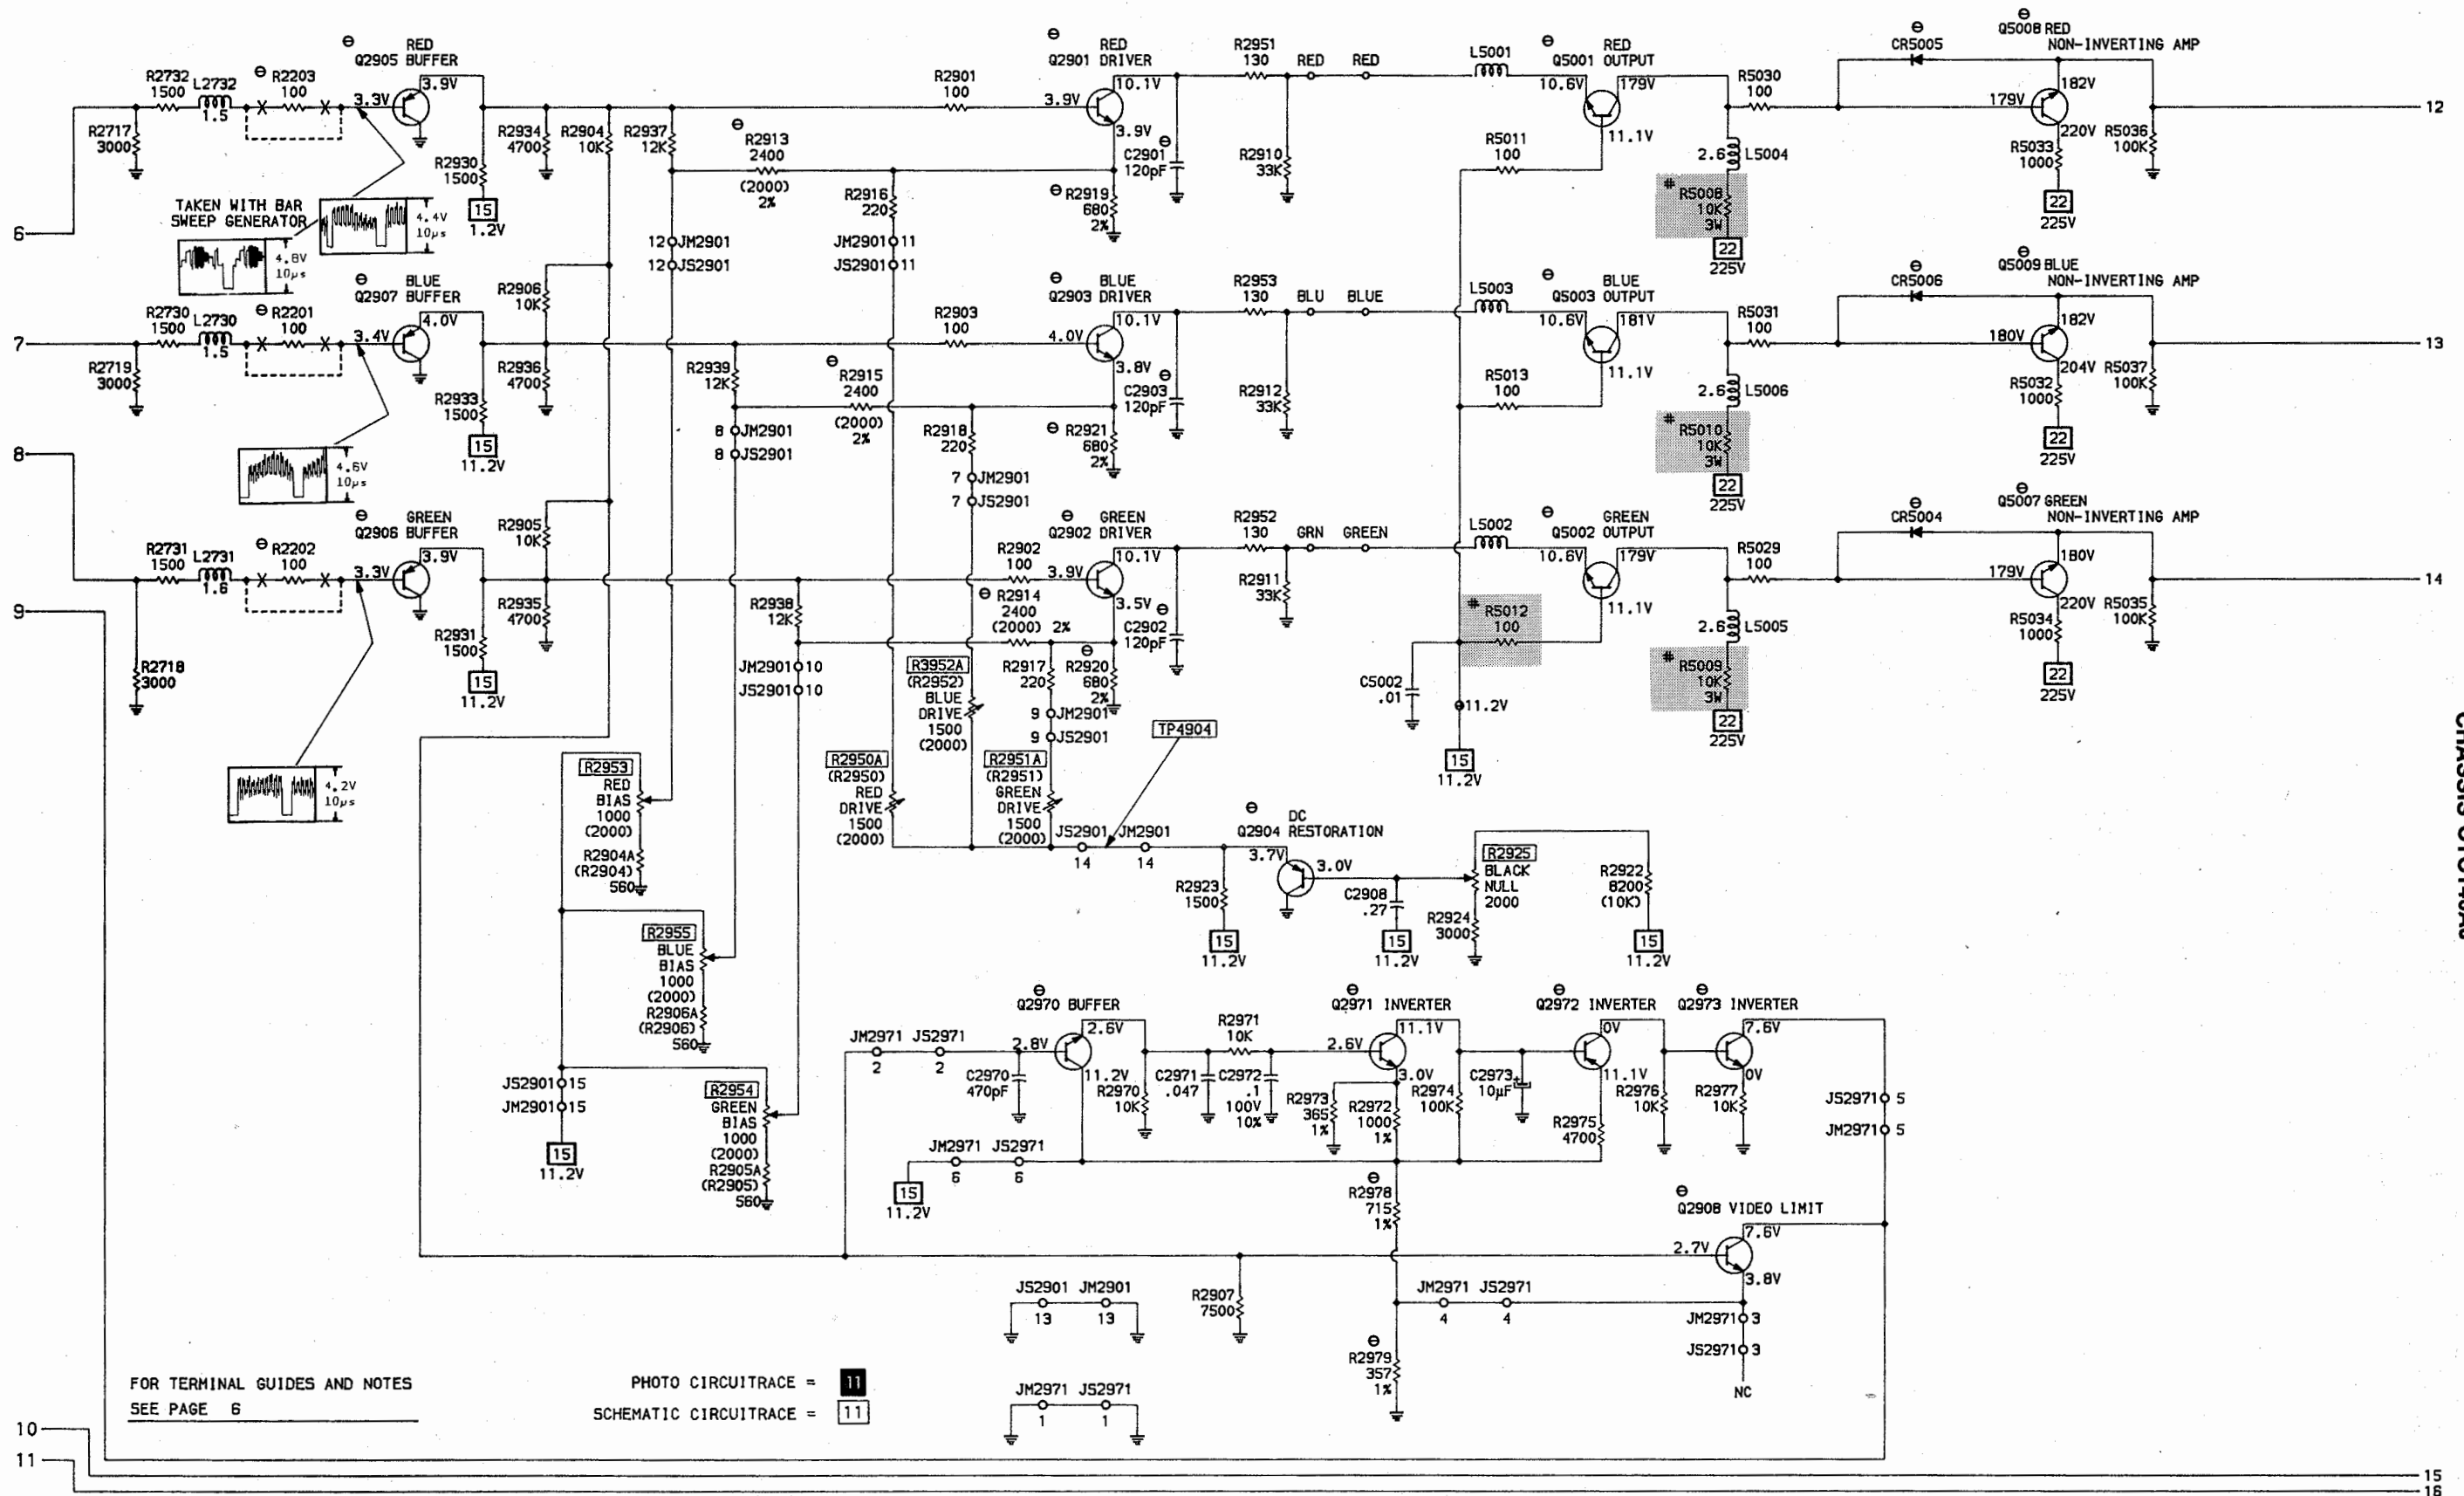 RED
Q2905 BUFFER
R2732
1500
L2732
1.5
R2203
100
3.3V
3.9V
R2717
3000
R2930
1500
15
1.2V
R2934
4700
R2904
10K
R2937
12K
R2913
2400
(2000)
2%
R2916
220
R2901
100
RED
Q2901 DRIVER
10.1V
3.9V
3.9V
C2901
120pF
R2919
680
2%
R2951
130
RED
RED
R2910
33K
L5001
RED
Q5001 OUTPUT
10.6V
179V
11.1V
R5011
100
R5030
100
2.6
L5004
#
R5008
10K
3W
22
225V
CR5005
Q5008 RED
NON-INVERTING AMP
182V
179V
220V
R5033
1000
R5036
100K
22
225V
12
TAKEN WITH BAR
SWEEP GENERATOR
4.4V
10µs
4.8V
10µs
6
12 JM2901
12 JS2901
JM2901 11
JS2901 11
BLUE
Q2907 BUFFER
R2730
1500
L2730
1.5
R2201
100
3.4V
4.0V
7
R2719
3000
R2933
1500
15
11.2V
R2906
10K
R2936
4700
R2939
12K
R2915
2400
(2000)
2%
8 JM2901
8 JS2901
R2918
220
7 JM2901
7 JS2901
R2903
100
BLUE
Q2903 DRIVER
10.1V
4.0V
3.8V
C2903
120pF
R2921
680
2%
R2953
130
BLU
BLUE
R2912
33K
L5003
BLUE
Q5003 OUTPUT
10.6V
181V
11.1V
R5013
100
R5031
100
2.6
L5006
#
R5010
10K
3W
22
225V
CR5006
Q5009 BLUE
NON-INVERTING AMP
182V
180V
204V
R5032
1000
R5037
100K
22
225V
13
8
4.6V
10µs
GREEN
Q2906 BUFFER
R2731
1500
L2731
1.6
R2202
100
3.3V
3.9V
9
R2718
3000
R2931
1500
15
11.2V
R2905
10K
R2935
4700
R2938
12K
JM2901 10
JS2901 10
R2902
100
R2914
2400
(2000) 2%
GREEN
Q2902 DRIVER
10.1V
3.9V
3.5V
C2902
120pF
R2917
220
R2920
680
2%
9 JM2901
9 JS2901
R2952
130
GRN
GREEN
R2911
33K
L5002
GREEN
Q5002 OUTPUT
10.6V
179V
11.1V
#
R5012
100
C5002
.01
11.2V
15
11.2V
R5029
100
2.6
L5005
#
R5009
10K
3W
22
225V
CR5004
Q5007 GREEN
NON-INVERTING AMP
180V
179V
220V
R5034
1000
R5035
100K
22
225V
14
4.2V
10µs
R3952A
(R2952)
BLUE
DRIVE
1500
(2000)
R2950A
(R2950)
RED
DRIVE
1500
(2000)
R2951A
(R2951)
GREEN
DRIVE
1500
(2000)
TP4904
JS2901 JM2901
14 14
R2953
RED
BIAS
1000
(2000)
R2904A
(R2904)
560
R2955
BLUE
BIAS
1000
(2000)
R2906A
(R2906)
560
R2954
GREEN
BIAS
1000
(2000)
R2905A
(R2905)
560
JS2901 15
JM2901 15
15
11.2V
DC
Q2904 RESTORATION
3.7V
3.0V
R2923
1500
15
11.2V
C2908
.27
15
11.2V
R2925
BLACK
NULL
2000
R2924
3000
R2922
8200
(10K)
15
11.2V
Q2970 BUFFER
JM2971 JS2971
2 2
2.8V
2.6V
11.2V
C2970
470pF
R2970
10K
C2971
.047
R2971
10K
C2972
.1
100V
10%
Q2971 INVERTER
2.6V
11.1V
3.0V
R2973
365
1%
R2972
1000
1%
R2974
100K
C2973
10µF
+
Q2972 INVERTER
0V
11.1V
R2975
4700
R2976
10K
Q2973 INVERTER
7.6V
0V
R2977
10K
JS2971 5
JM2971 5
JM2971 JS2971
6 6
15
11.2V
R2978
715
1%
Q2908 VIDEO LIMIT
7.6V
2.7V
3.8V
JM2971 JS2971
4 4
JM2971 3
JS2971 3
NC
R2907
7500
R2979
357
1%
JS2901 JM2901
13 13
JM2971 JS2971
1 1
FOR TERMINAL GUIDES AND NOTES
SEE PAGE 6
PHOTO CIRCUITRACE = 11
SCHEMATIC CIRCUITRACE = 11
10
11
15
16